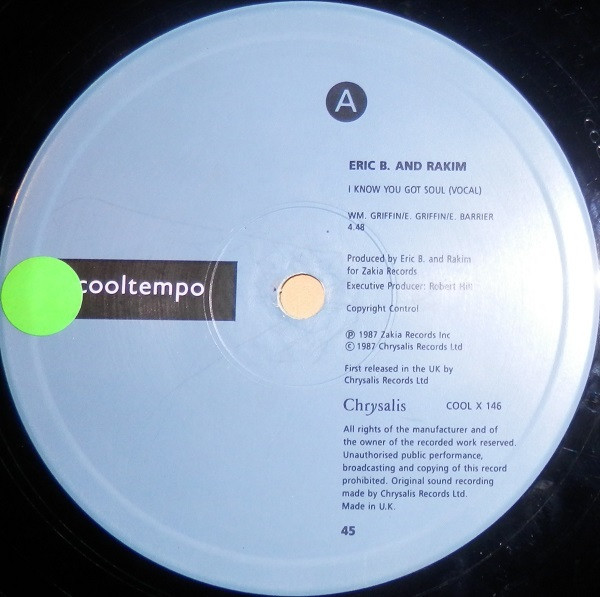 A
ERIC B. AND RAKIM
I KNOW YOU GOT SOUL (VOCAL)
WM. GRIFFIN/E. GRIFFIN/E. BARRIER
4.48
Produced by Eric B. and Rakim
for Zakia Records
Executive Producer: Robert Hill
Copyright Control
cooltempo
℗ 1987 Zakia Records Inc
© 1987 Chrysalis Records Ltd
First released in the UK by
Chrysalis Records Ltd
Chrysalis COOL X 146
All rights of the manufacturer and of
the owner of the recorded work reserved.
Unauthorised public performance,
broadcasting and copying of this record
prohibited. Original sound recording
made by Chrysalis Records Ltd.
Made in U.K.
45